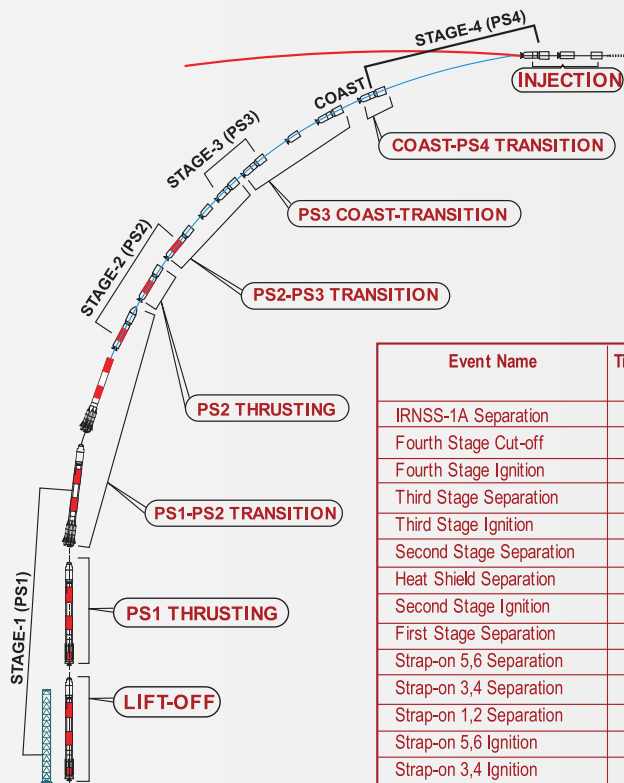 STAGE-4 (PS4)
INJECTION
COAST
COAST-PS4 TRANSITION
STAGE-3 (PS3)
PS3 COAST-TRANSITION
STAGE-2 (PS2)
PS2-PS3 TRANSITION
PS2 THRUSTING
PS1-PS2 TRANSITION
STAGE-1 (PS1)
PS1 THRUSTING
LIFT-OFF
Event Name
IRNSS-1A Separation
Fourth Stage Cut-off
Fourth Stage Ignition
Third Stage Separation
Third Stage Ignition
Second Stage Separation
Heat Shield Separation
Second Stage Ignition
First Stage Separation
Strap-on 5,6 Separation
Strap-on 3,4 Separation
Strap-on 1,2 Separation
Strap-on 5,6 Ignition
Strap-on 3,4 Ignition